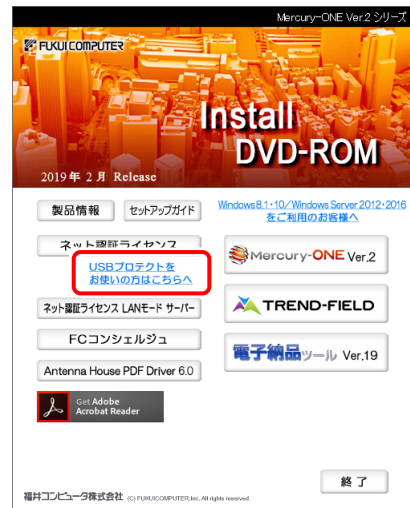 Mercury-ONE Ver2 シリーズ
FUKUI COMPUTER
Install
DVD-ROM
2019年 2月 Release
製品情報
セットアップガイド
Windows8.1・10/Windows Server 2012・2016
をご利用のお客様へ
ネット認証ライセンス
USBプロテクトを
お使いの方はこちらへ
Mercury-ONE Ver.2
ネット認証ライセンス LANモード サーバー
TREND-FIELD
FCコンシェルジュ
電子納品ツール Ver.19
Antenna House PDF Driver 6.0
Get Adobe
Acrobat Reader
終了
福井コンピュータ株式会社 (C) FUKUICOMPUTER,Inc. All rights reserved.